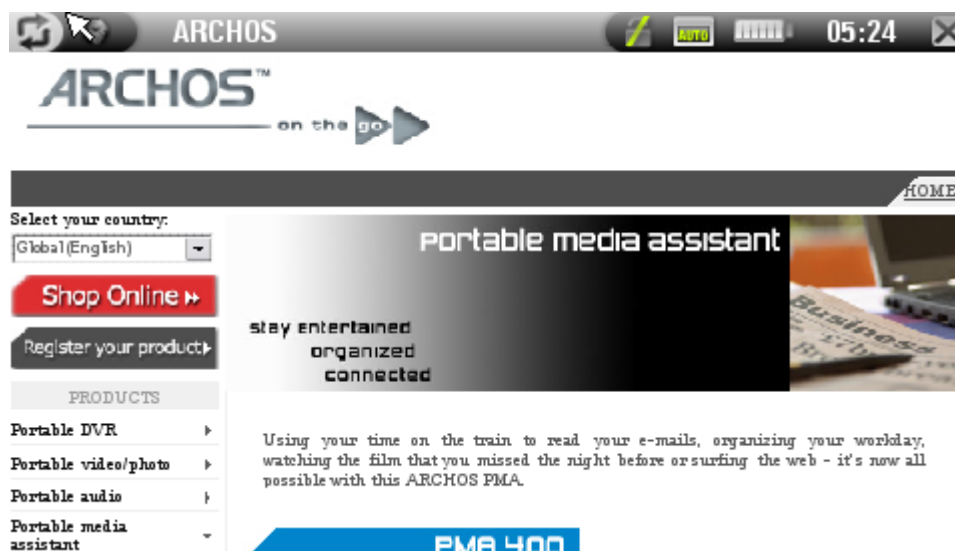 ARCHOS
AUTO
05:24
ARCHOS™
on the go
HOME
Select your country:
Global (English)
Shop Online
Register your product
PRODUCTS
Portable DVR
Portable video/photo
Portable audio
Portable media
assistant
Portable media assistant
stay entertained
organized
connected
Business
Using your time on the train to read your e-mails, organizing your workday,
watching the film that you missed the night before or surfing the web - it's now all
possible with this ARCHOS PMA.
PMA 400